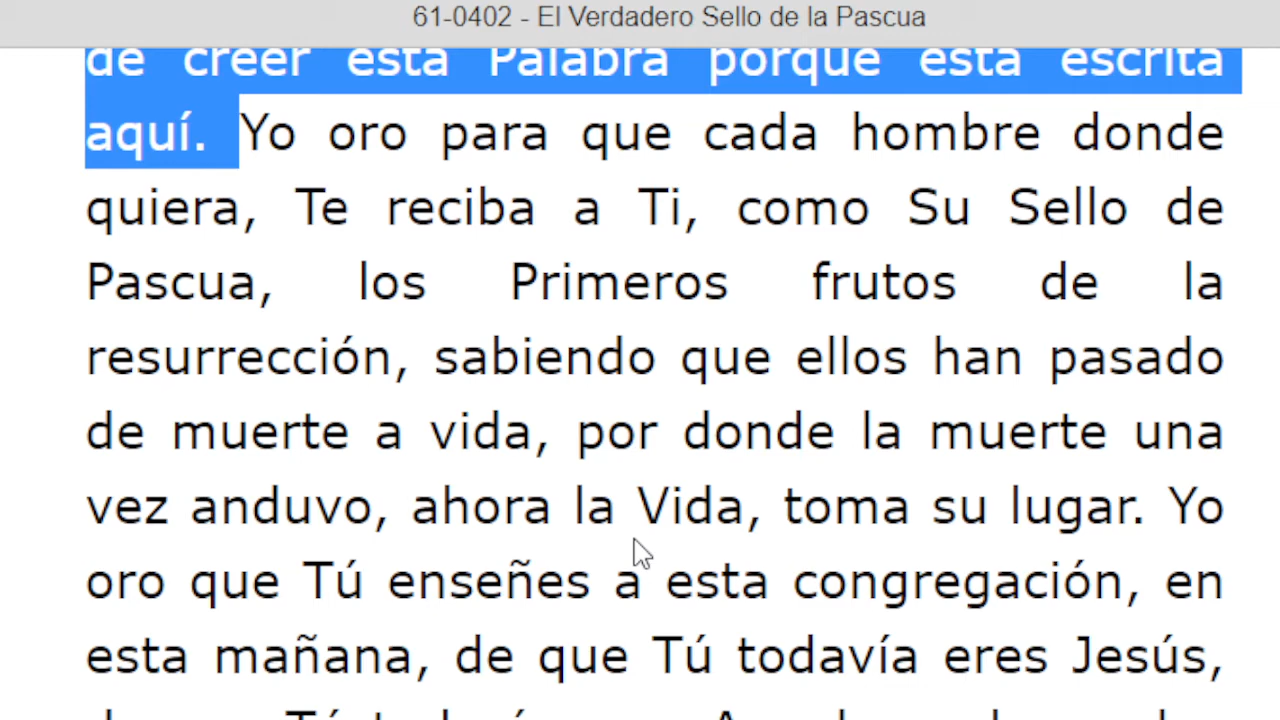 61-0402 - El Verdadero Sello de la Pascua
de creer esta Palabra porque está escrita
aquí. Yo oro para que cada hombre donde
quiera, Te reciba a Ti, como Su Sello de
Pascua, los Primeros frutos de la
resurrección, sabiendo que ellos han pasado
de muerte a vida, por donde la muerte una
vez anduvo, ahora la Vida, toma su lugar. Yo
oro que Tú enseñes a esta congregación, en
esta mañana, de que Tú todavía eres Jesús,